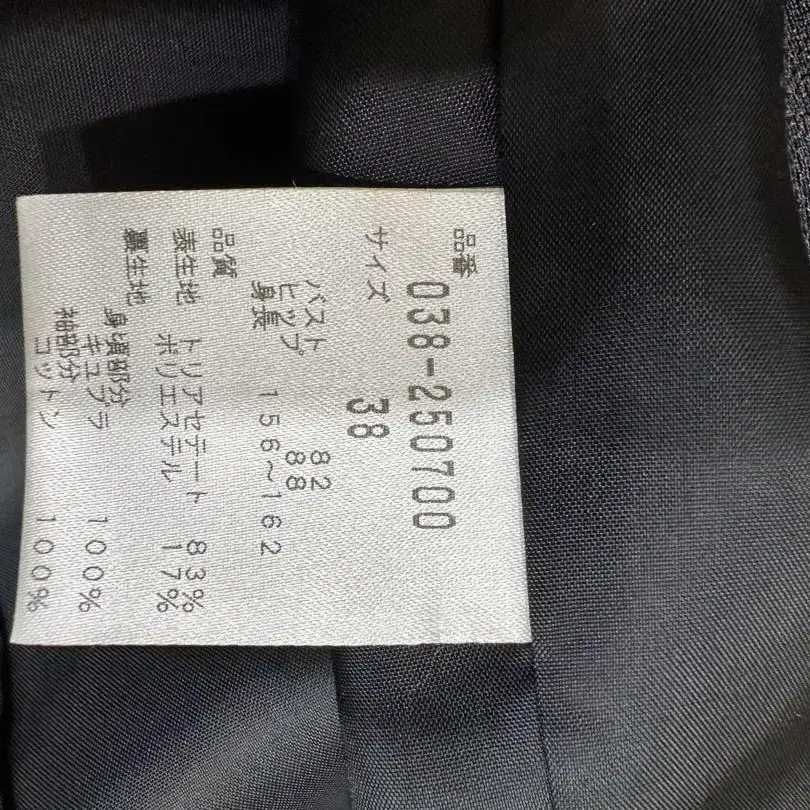 品番
038-250700
サイズ
38
バスト 82
ヒップ 88
身長 156～162
品質
表生地 トリアセテート 83%
ポリエステル 17%
裏生地
身頃部分
キュプラ 100%
袖部分
コットン 100%